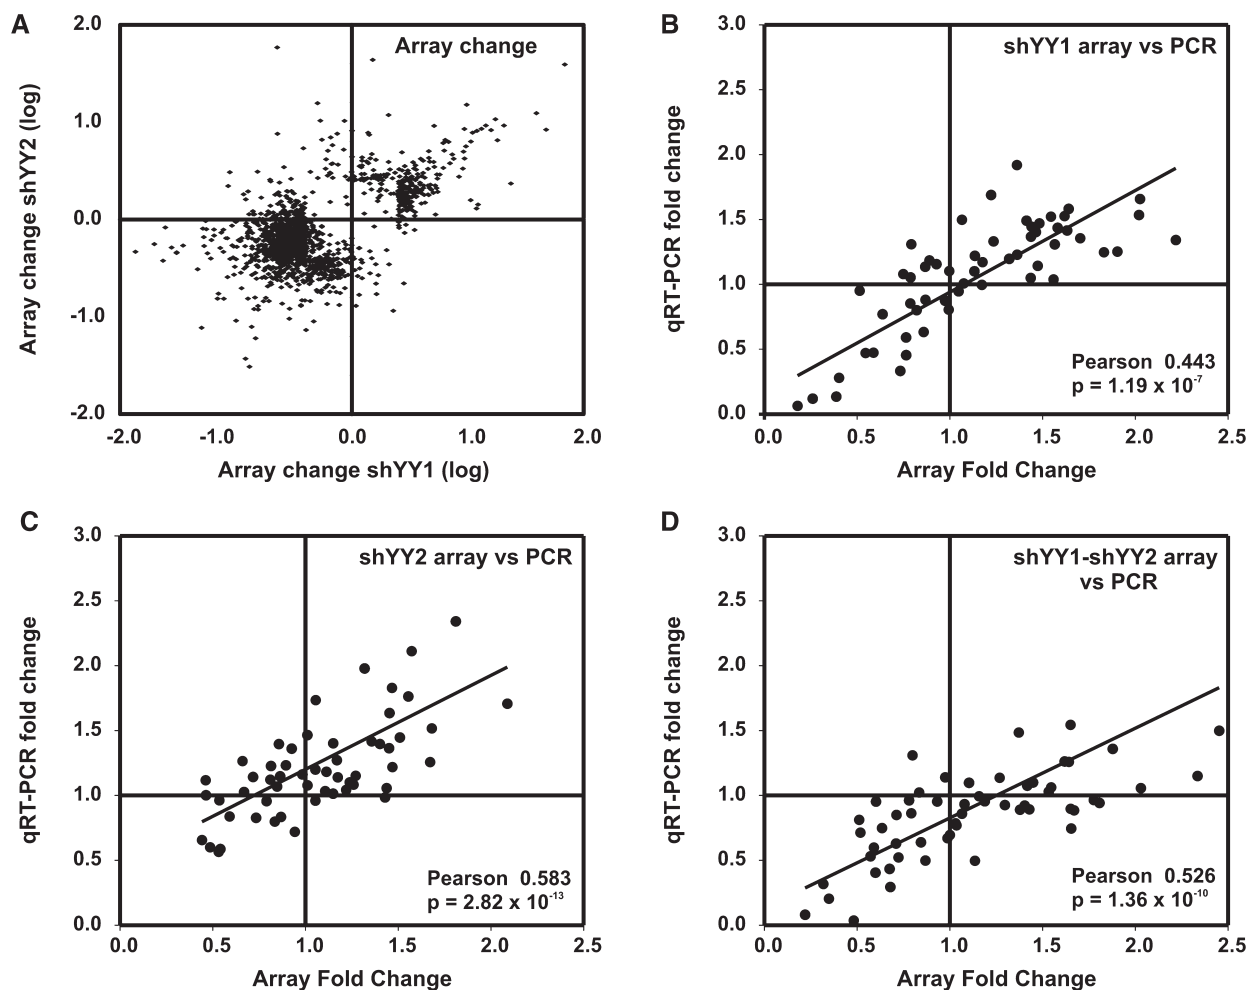 A
Array change
Array change shYY2 (log)
2.0
1.0
0.0
-1.0
-2.0
-2.0 -1.0 0.0 1.0 2.0
Array change shYY1 (log)
B
shYY1 array vs PCR
qRT-PCR fold change
3.0
2.5
2.0
1.5
1.0
0.5
0.0
Pearson 0.443
p = 1.19 x 10-7
0.0 0.5 1.0 1.5 2.0 2.5
Array Fold Change
C
shYY2 array vs PCR
qRT-PCR fold change
3.0
2.5
2.0
1.5
1.0
0.5
0.0
Pearson 0.583
p = 2.82 x 10-13
0.0 0.5 1.0 1.5 2.0 2.5
Array Fold Change
D
shYY1-shYY2 array
vs PCR
qRT-PCR fold change
3.0
2.5
2.0
1.5
1.0
0.5
0.0
Pearson 0.526
p = 1.36 x 10-10
0.0 0.5 1.0 1.5 2.0 2.5
Array Fold Change